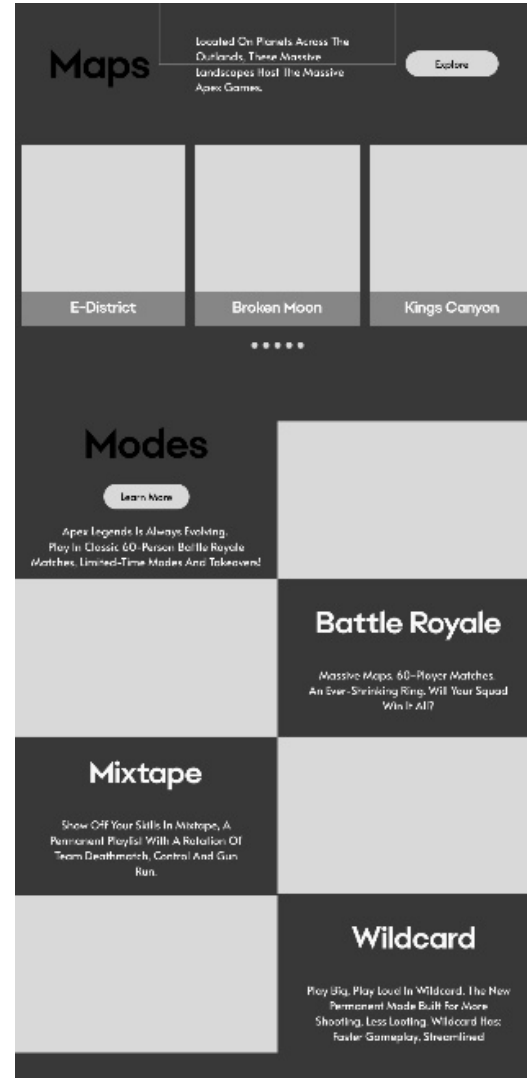 Maps
Located On Planets Across The
Outlands, These Massive
Landscapes Host The Massive
Apex Games.
Explore
E-District
Broken Moon
Kings Canyon
Modes
Learn More
Apex Legends Is Always Evolving.
Play In Classic 60-Person Battle Royale
Matches, Limited-Time Modes And Takeovers!
Battle Royale
Massive Maps. 60-Player Matches.
An Ever-Shrinking Ring. Will Your Squad
Win It All?
Mixtape
Show Off Your Skills In Mixtape, A
Permanent Playlist With A Rotation Of
Team Deathmatch, Control And Gun
Run.
Wildcard
Play Big, Play Loud In Wildcard. The New
Permanent Mode Built For More
Shooting, Less Looting. Wildcard Has:
Faster Gameplay, Streamlined